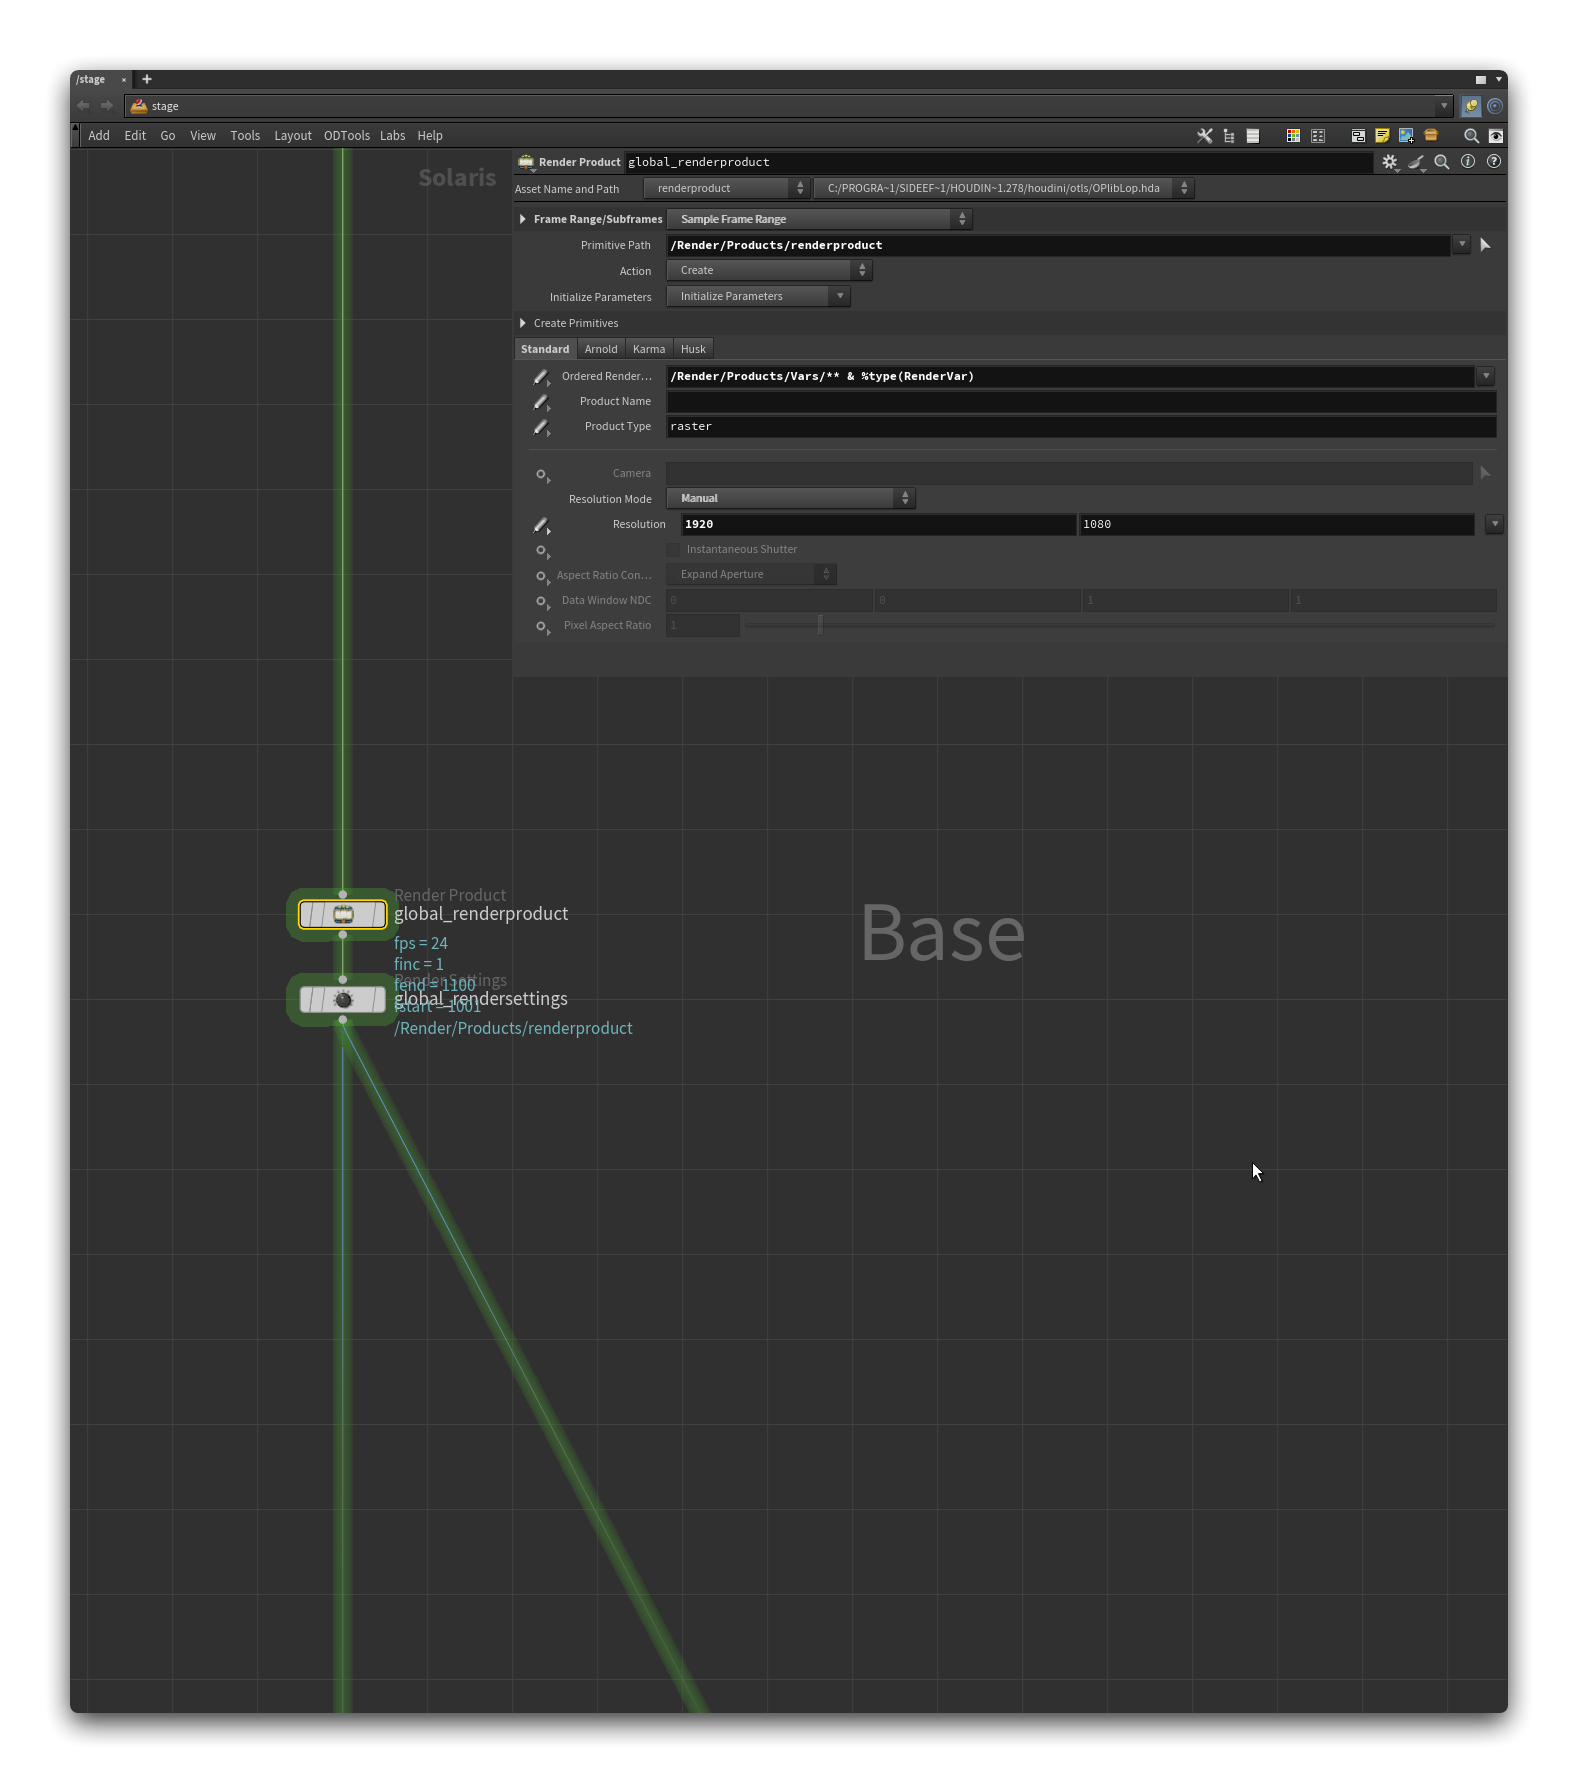 /stage
stage
Add Edit Go View Tools Layout ODTools Labs Help
Solaris
Render Product global_renderproduct
Asset Name and Path renderproduct C:/PROGRA~1/SIDEEF~1/HOUDIN~1.278/houdini/otls/OPlibLop.hda
Frame Range/Subframes Sample Frame Range
Primitive Path /Render/Products/renderproduct
Action Create
Initialize Parameters Initialize Parameters
Create Primitives
Standard Arnold Karma Husk
Ordered Render... /Render/Products/Vars/** & %type(RenderVar)
Product Name
Product Type raster
Camera
Resolution Mode Manual
Resolution 1920 1080
Instantaneous Shutter
Aspect Ratio Con... Expand Aperture
Data Window NDC 0 0 1 1
Pixel Aspect Ratio 1
Render Product
global_renderproduct
Base
fps = 24
finc = 1
Render Settings
fend = 1100
global_rendersettings
fstart = 1001
/Render/Products/renderproduct